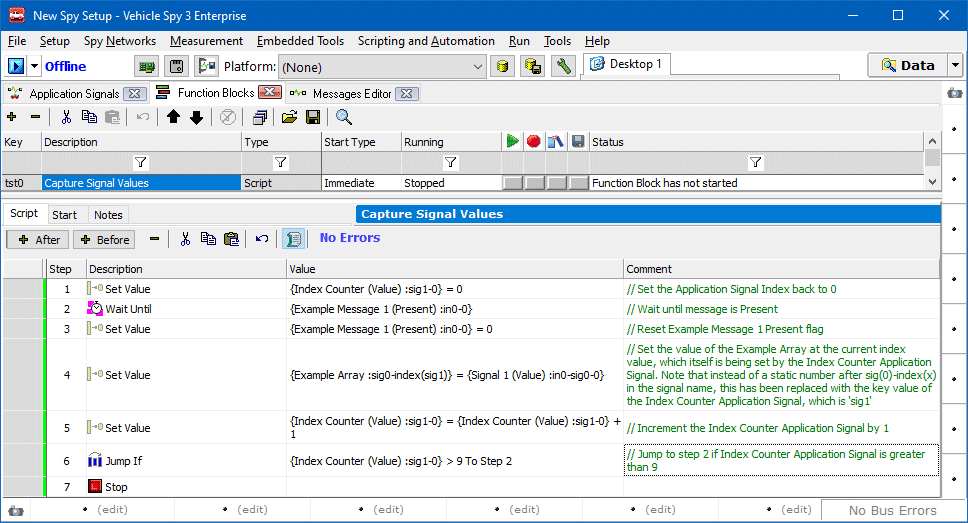 New Spy Setup - Vehicle Spy 3 Enterprise
File Setup Spy Networks Measurement Embedded Tools Scripting and Automation Run Tools Help
Offline Platform: (None) Desktop 1 Data
Application Signals Function Blocks Messages Editor
Key Description Type Start Type Running Status
tst0 Capture Signal Values Script Immediate Stopped Function Block has not started
Script Start Notes Capture Signal Values
After Before No Errors
Step Description Value Comment
1 Set Value {Index Counter (Value) :sig1-0} = 0 // Set the Application Signal Index back to 0
2 Wait Until {Example Message 1 (Present) :in0-0} // Wait until message is Present
3 Set Value {Example Message 1 (Present) :in0-0} = 0 // Reset Example Message 1 Present flag
4 Set Value {Example Array :sig0-index(sig1)} = {Signal 1 (Value) :in0-sig0-0}
// Set the value of the Example Array at the current index
value, which itself is being set by the Index Counter Application
Signal. Note that instead of a static number after sig(0)-index(x)
in the signal name, this has been replaced with the key value of
the Index Counter Application Signal, which is 'sig1'
5 Set Value {Index Counter (Value) :sig1-0} = {Index Counter (Value) :sig1-0} +
1
// Increment the Index Counter Application Signal by 1
6 Jump If {Index Counter (Value) :sig1-0} > 9 To Step 2
// Jump to step 2 if Index Counter Application Signal is greater
than 9
7 Stop
(edit) (edit) (edit) (edit) (edit) (edit) No Bus Errors